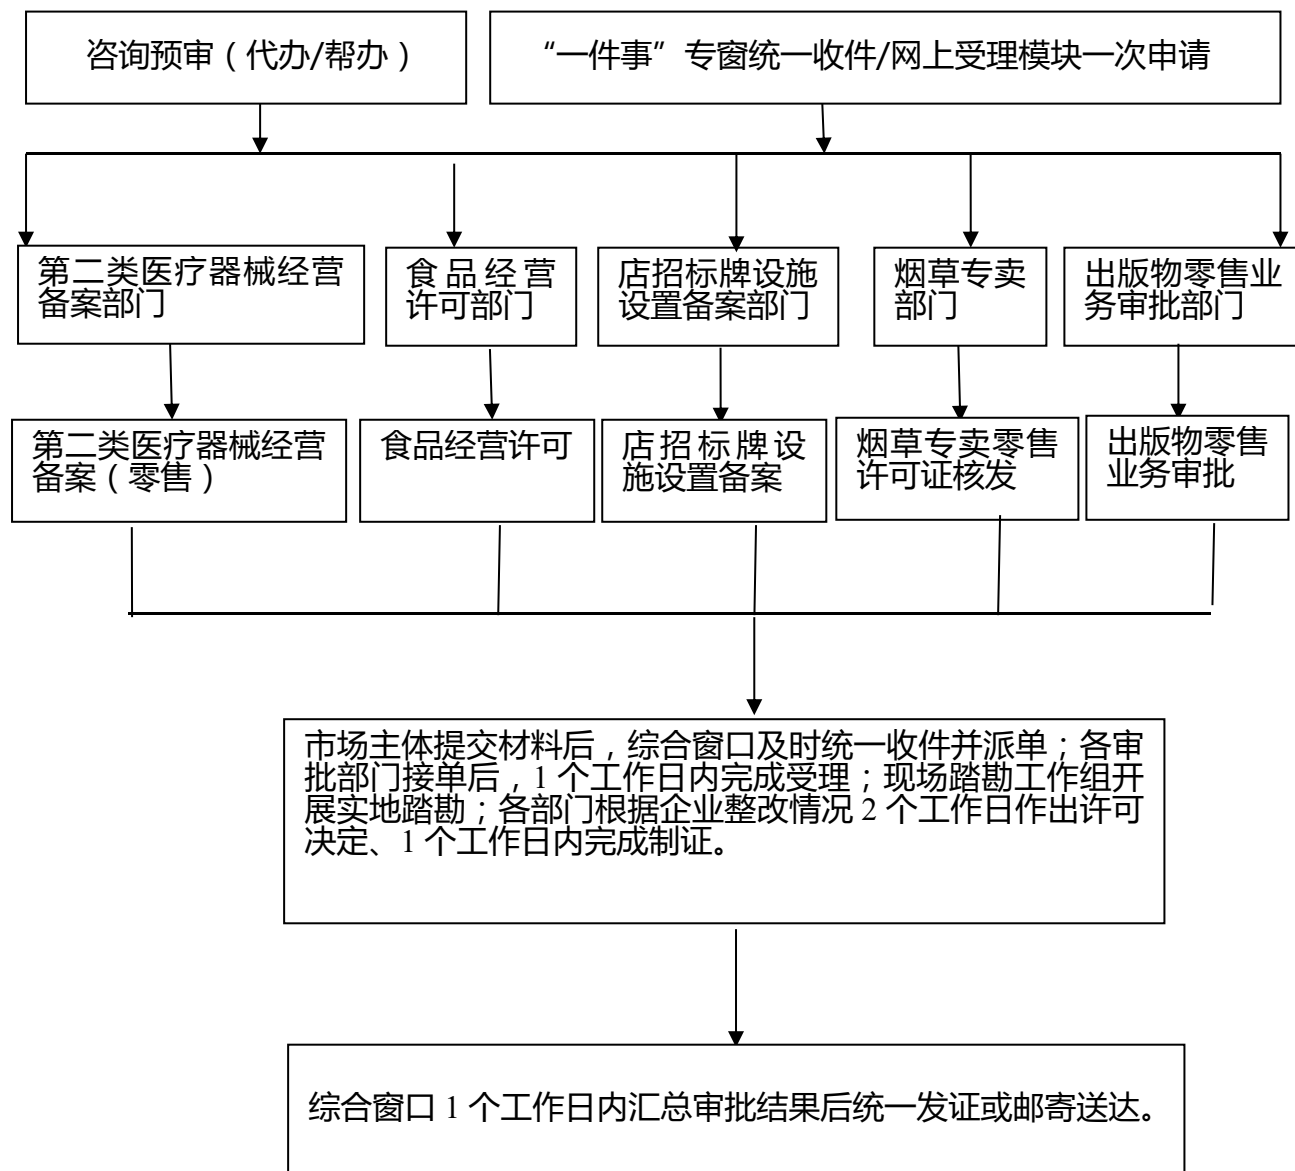 咨询预审（代办/帮办）
“一件事”专窗统一收件/网上受理模块一次申请
第二类医疗器械经营
备案部门
食品经营
许可部门
店招标牌设施
设置备案部门
烟草专卖
部门
出版物零售业
务审批部门
第二类医疗器械经营
备案（零售）
食品经营许可
店招标牌设
施设置备案
烟草专卖零售
许可证核发
出版物零售
业务审批
市场主体提交材料后，综合窗口及时统一收件并派单；各审
批部门接单后，1 个工作日内完成受理；现场踏勘工作组开
展实地踏勘；各部门根据企业整改情况 2 个工作日作出许可
决定、1 个工作日内完成制证。
综合窗口 1 个工作日内汇总审批结果后统一发证或邮寄送达。